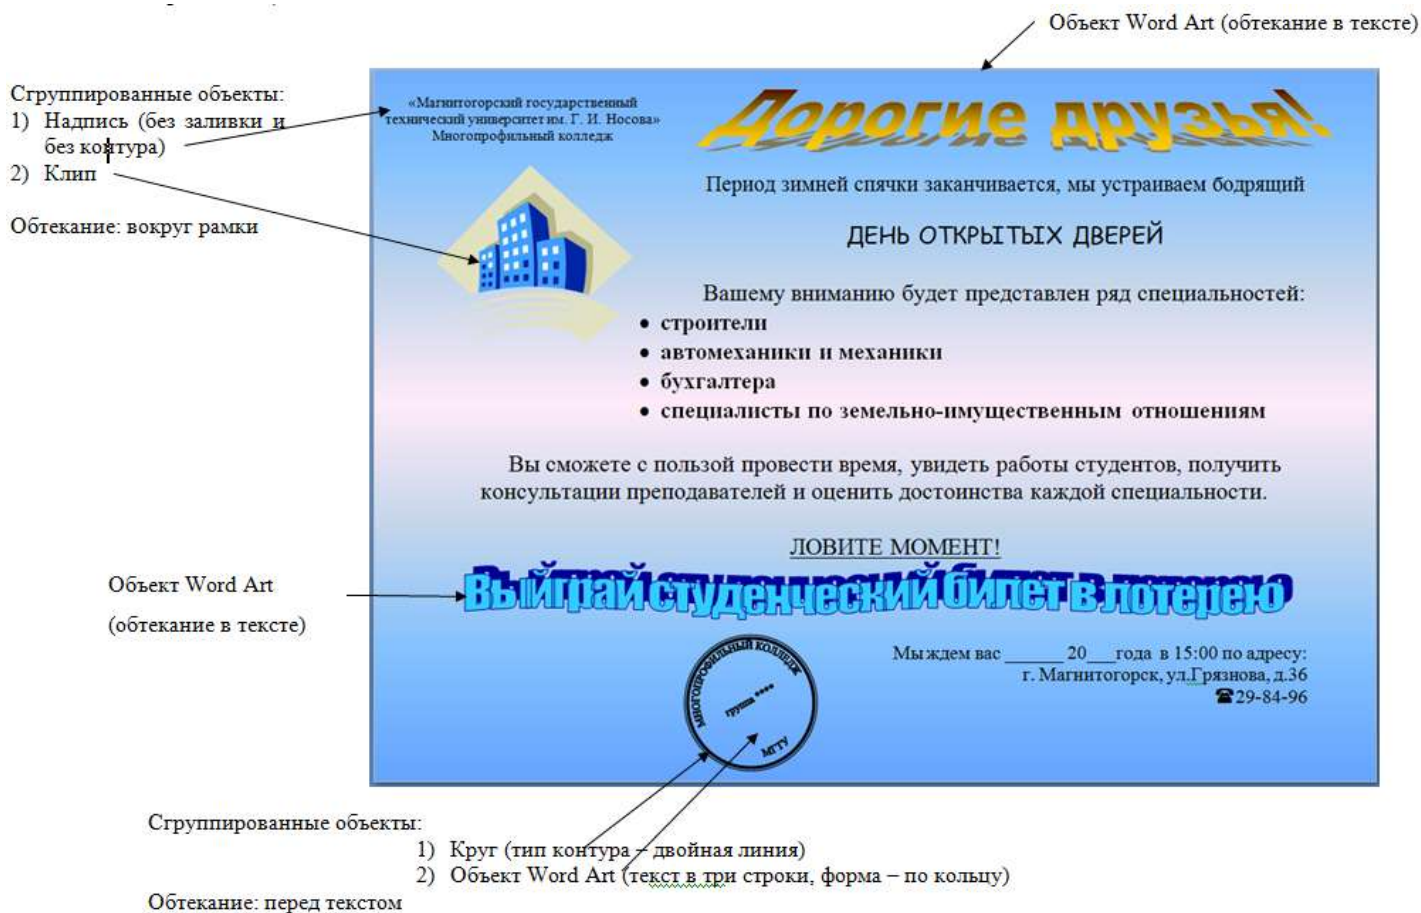 Объект Word Art (обтекание в тексте)
Сгруппированные объекты:
1) Надпись (без заливки и
без контура)
2) Клип
Обтекание: вокруг рамки
«Магнитогорский государственный
технический университет им. Г. И. Носова»
Многопрофильный колледж
Дорогие друзья!
Период зимней спячки заканчивается, мы устраиваем бодрящий
ДЕНЬ ОТКРЫТЫХ ДВЕРЕЙ
Вашему вниманию будет представлен ряд специальностей:
• строители
• автомеханики и механики
• бухгалтера
• специалисты по земельно-имущественным отношениям
Вы сможете с пользой провести время, увидеть работы студентов, получить
консультации преподавателей и оценить достоинства каждой специальности.
ЛОВИТЕ МОМЕНТ!
Выйграй студенческий билет в лотерею
Объект Word Art
(обтекание в тексте)
МНОГОПРОФИЛЬНЫЙ КОЛЛЕДЖ
группа ****
МГТУ
Мы ждем вас ______ 20___года в 15:00 по адресу:
г. Магнитогорск, ул.Грязнова, д.36
☎29-84-96
Сгруппированные объекты:
1) Круг (тип контура – двойная линия)
2) Объект Word Art (текст в три строки, форма – по кольцу)
Обтекание: перед текстом